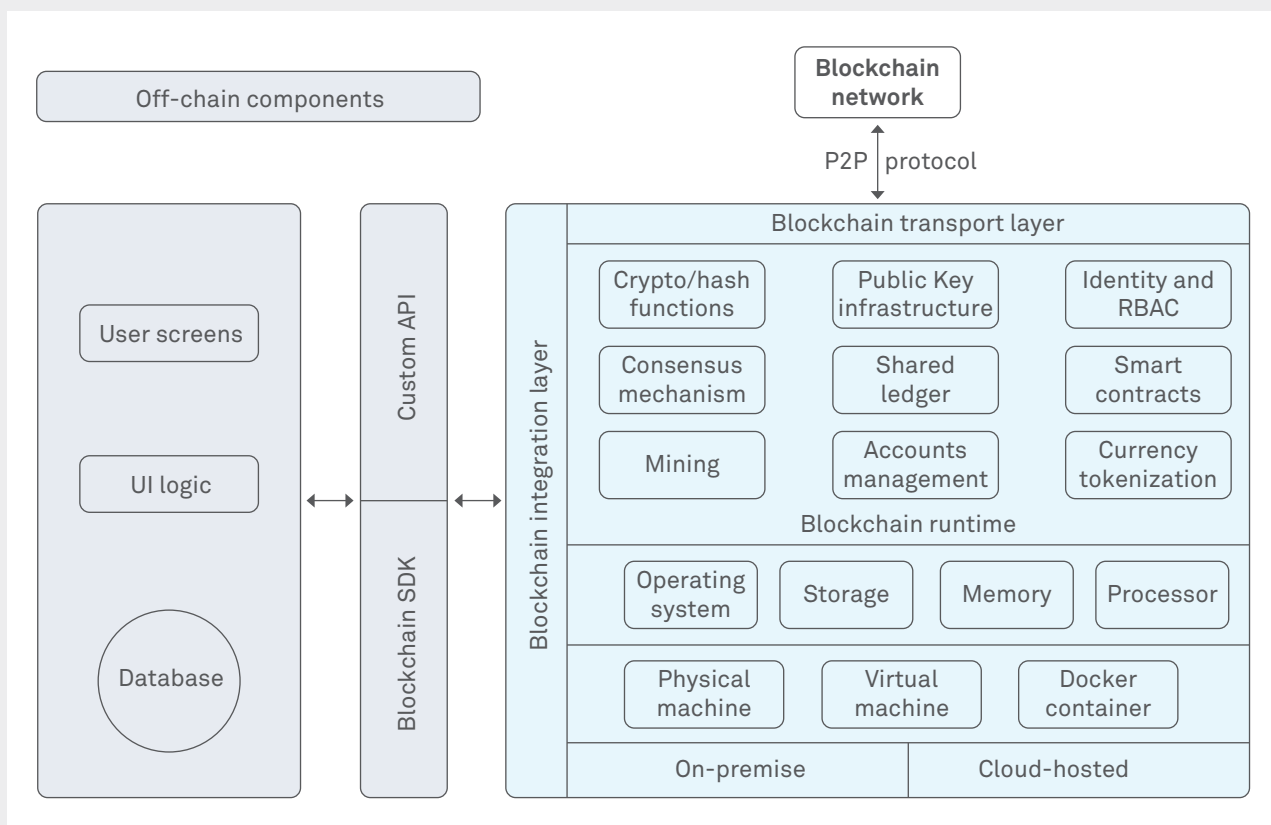 Off-chain components
Blockchain
network
P2P protocol
User screens
UI logic
Database
Custom API
Blockchain SDK
Blockchain integration layer
Blockchain transport layer
Crypto/hash
functions
Public Key
infrastructure
Identity and
RBAC
Consensus
mechanism
Shared
ledger
Smart
contracts
Mining
Accounts
management
Currency
tokenization
Blockchain runtime
Operating
system
Storage
Memory
Processor
Physical
machine
Virtual
machine
Docker
container
On-premise
Cloud-hosted